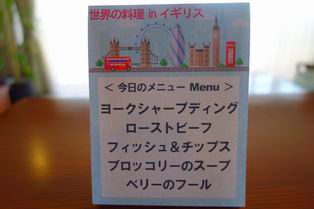 世界の料理 in イギリス
＜ 今日のメニュー Menu ＞
ヨークシャープディング
ローストビーフ
フィッシュ＆チップス
ブロッコリーのスープ
ベリーのフール